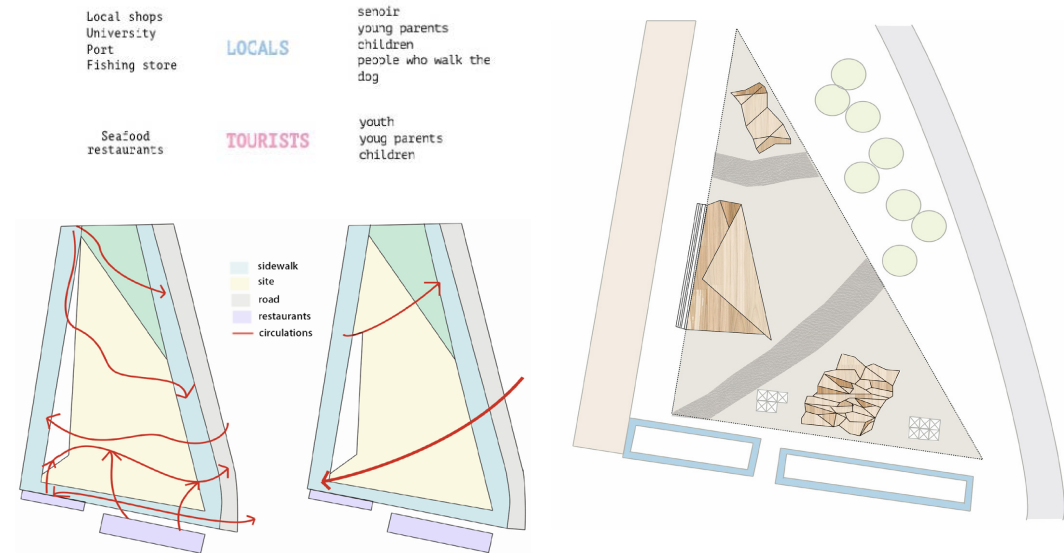 Local shops
University
Port
Fishing store
LOCALS
senoir
young parents
children
people who walk the
dog
Seafood
restaurants
TOURISTS
youth
youg parents
children
sidewalk
site
road
restaurants
circulations